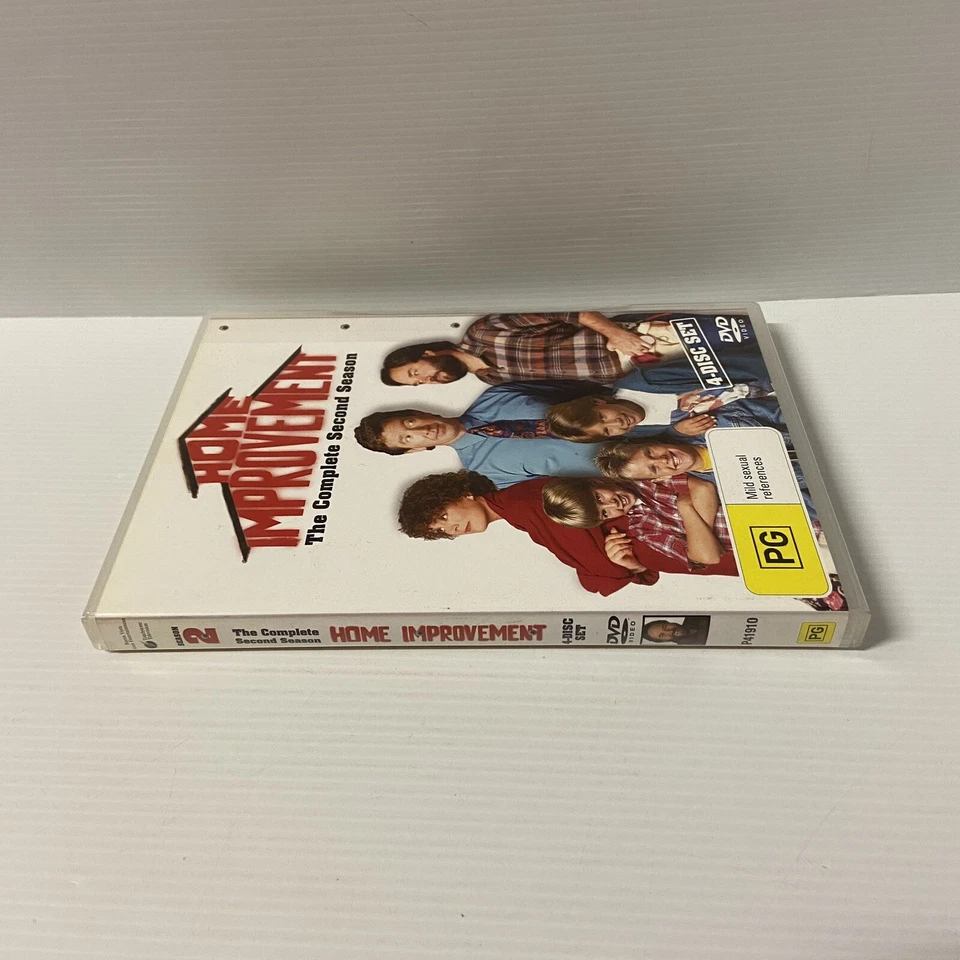 HOME
IMPROVEMENT
The Complete Second Season
4-DISC SET
DVD
VIDEO
Mild sexual
references
PG
SEASON
2
The Complete
Second Season
HOME IMPROVEMENT
4-DISC
SET
DVD
VIDEO
P41910
PG